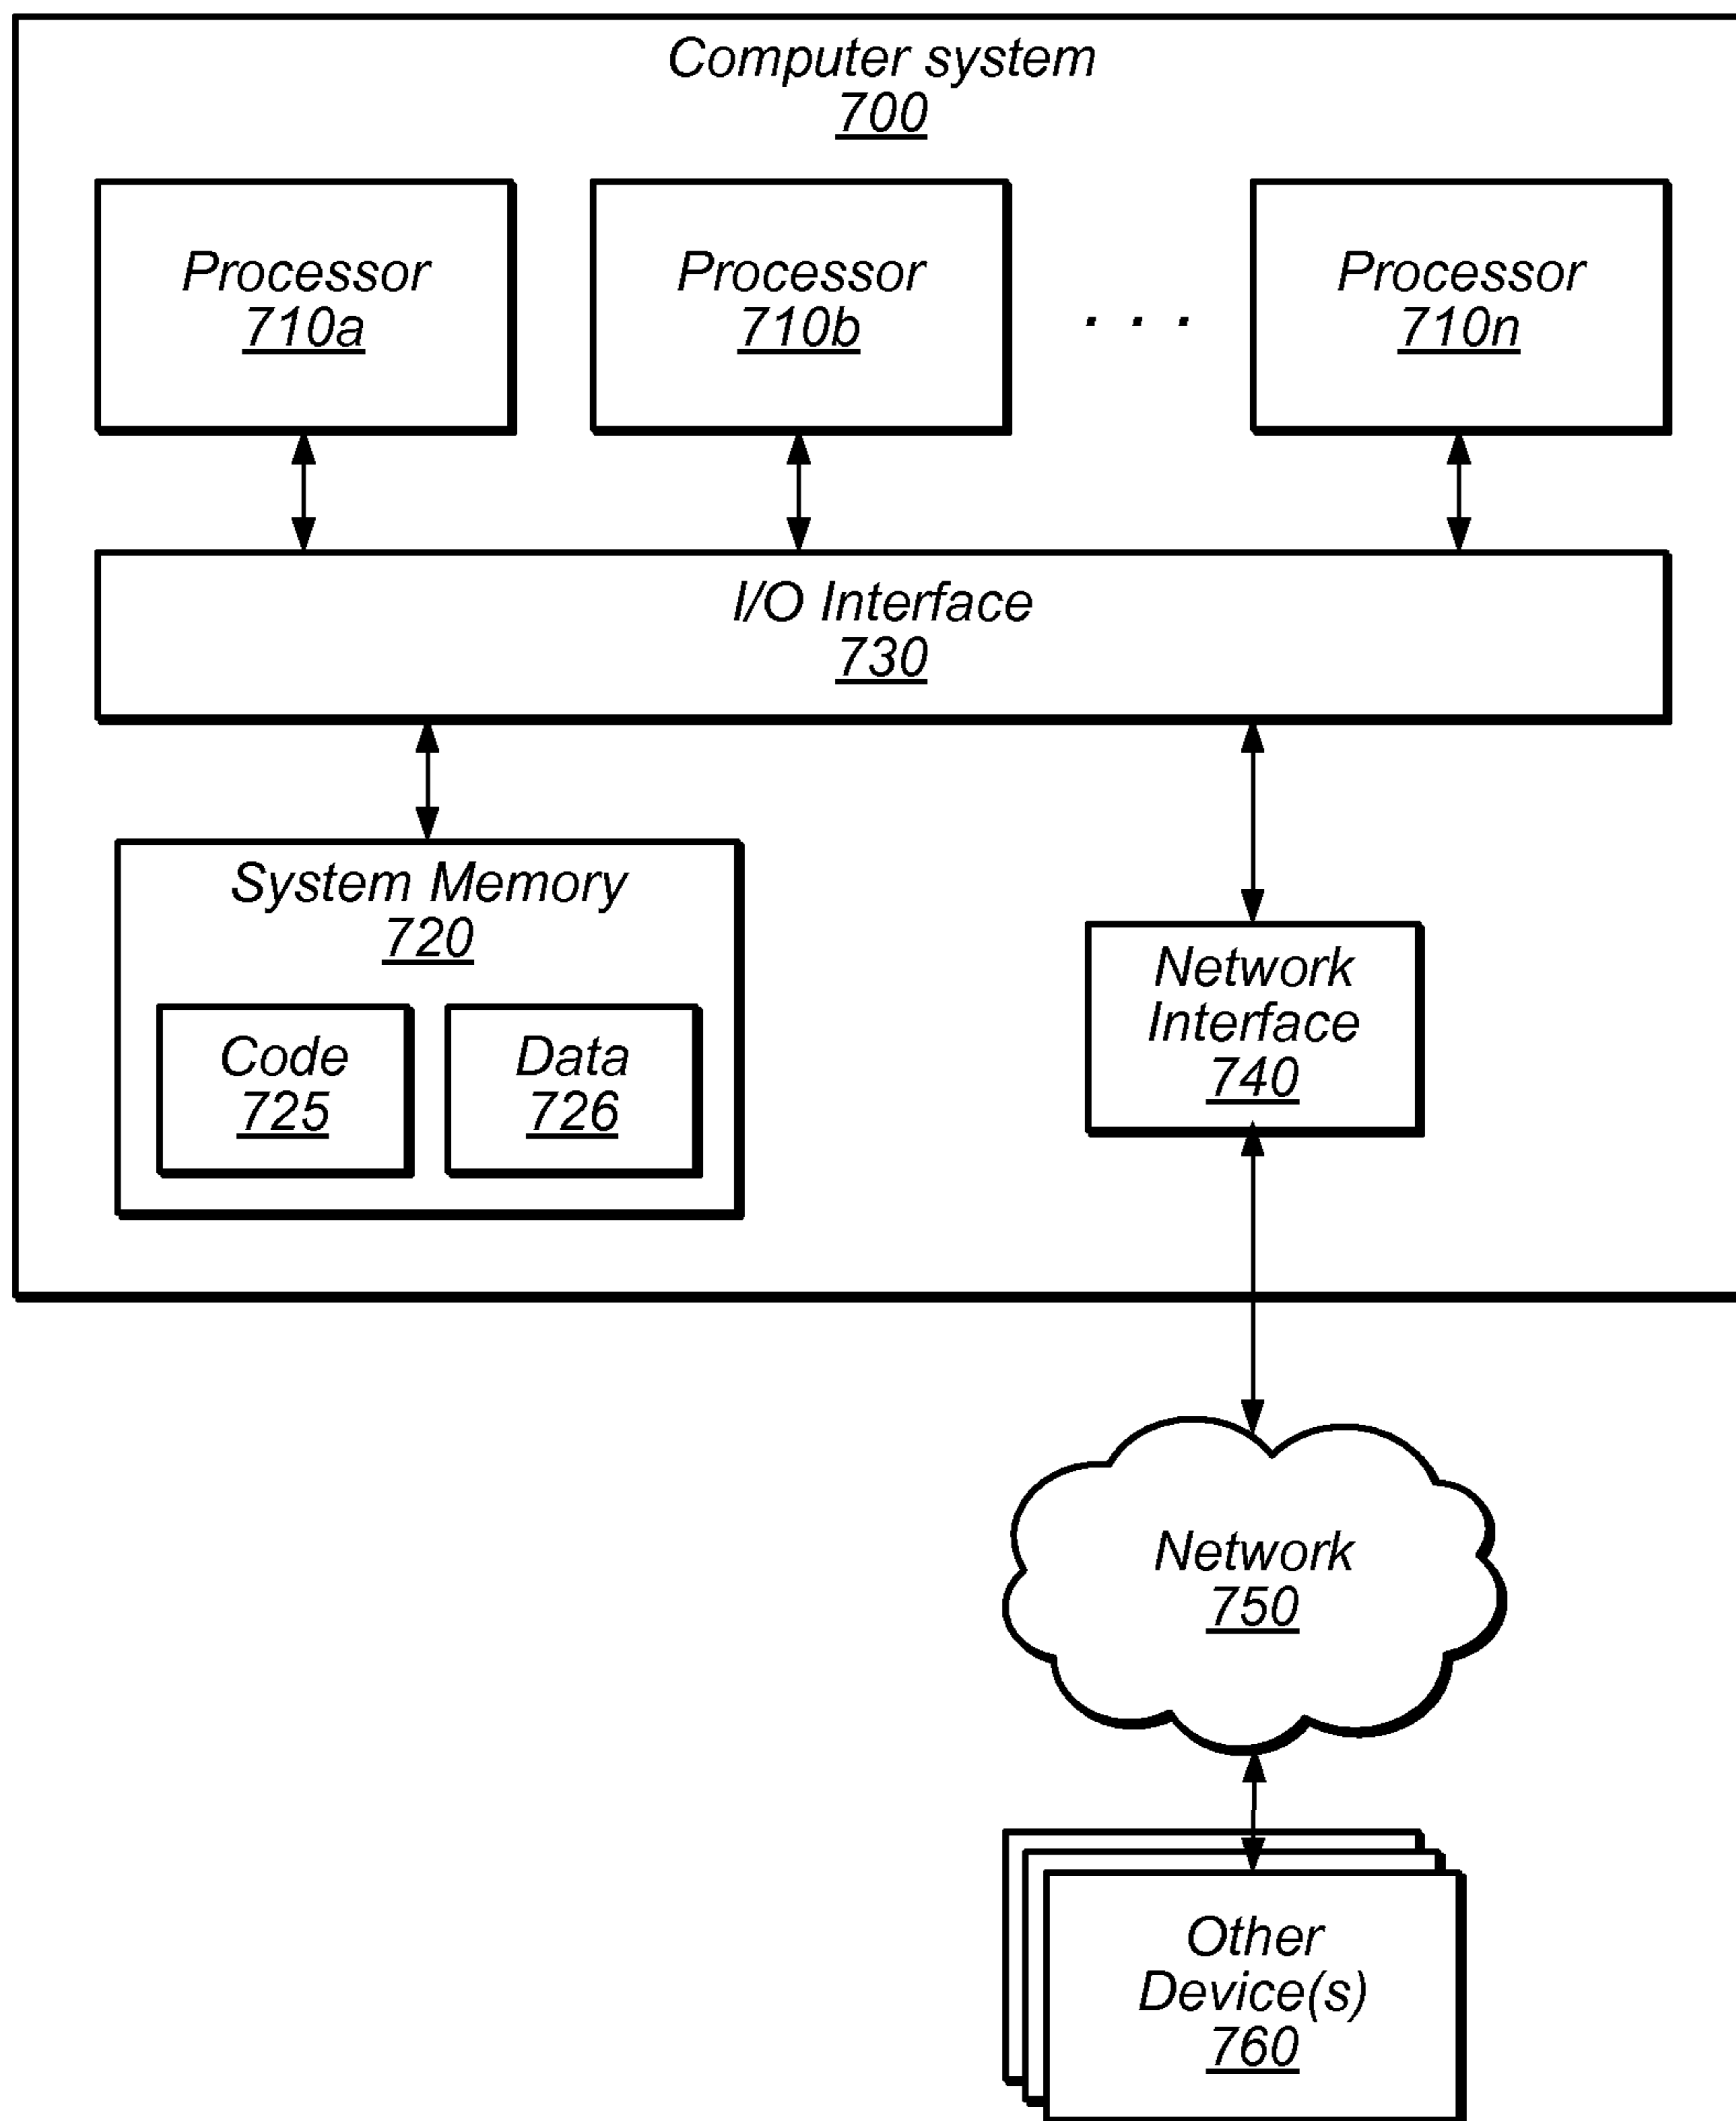 Computer system
700
Processor
710a
Processor
710b
. . .
Processor
710n
I/O Interface
730
System Memory
720
Code
725
Data
726
Network
Interface
740
Network
750
Other
Device(s)
760